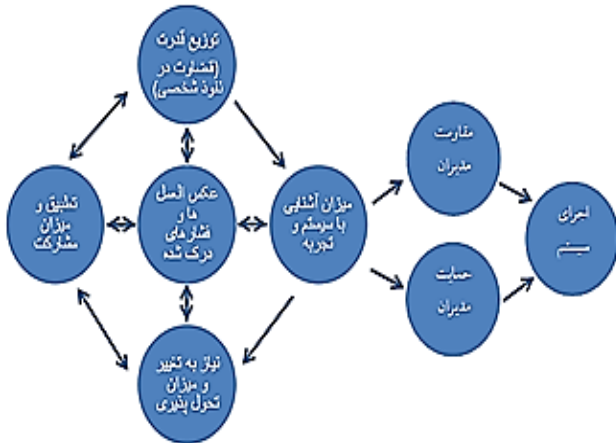 توزیع قدرت
(قضاوت در
نفوذ شخصی)
مقاومت
مدیران
تطبیق و
میزان
مشارکت
عکس العمل
ها و
فشارهای
درک شده
میزان آشنایی
با سیستم و
تجربه
اجرای
سیستم
حمایت
مدیران
نیاز به تغییر
و میزان
تحول پذیری